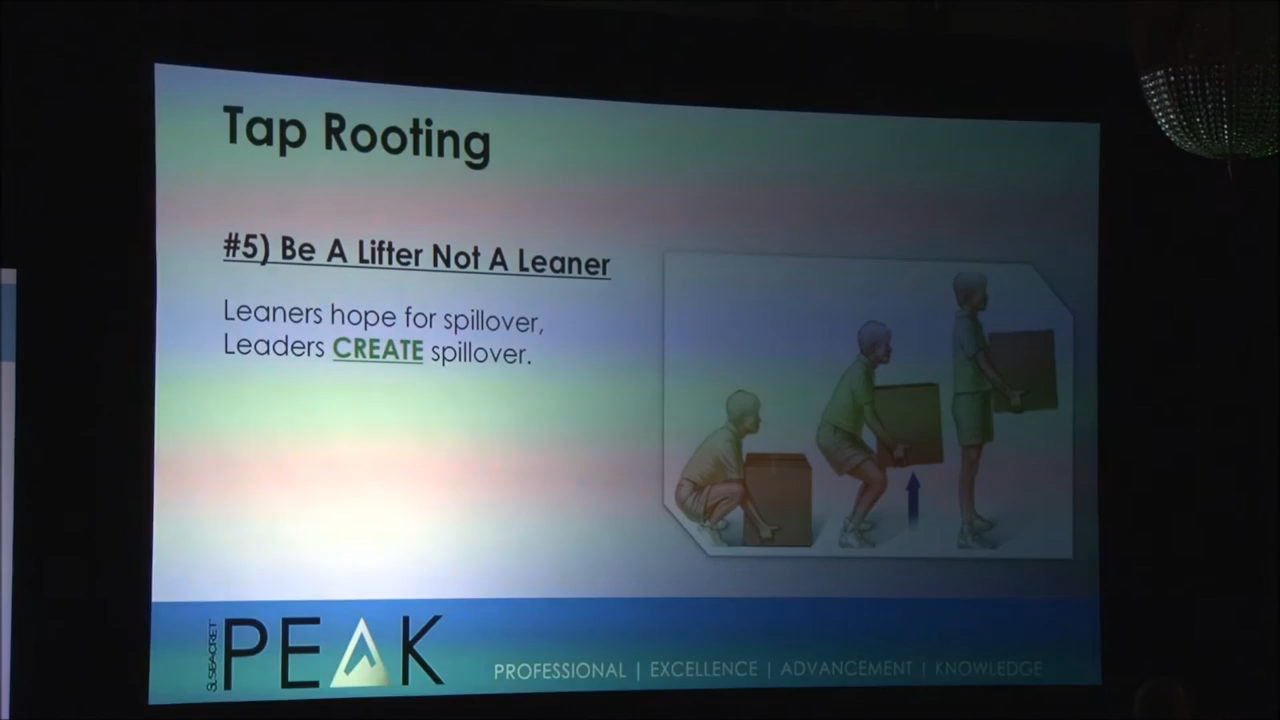 Tap Rooting
#5) Be A Lifter Not A Leaner
Leaners hope for spillover,
Leaders CREATE spillover.
PEAK
PROFESSIONAL | EXCELLENCE | ADVANCEMENT | KNOWLEDGE